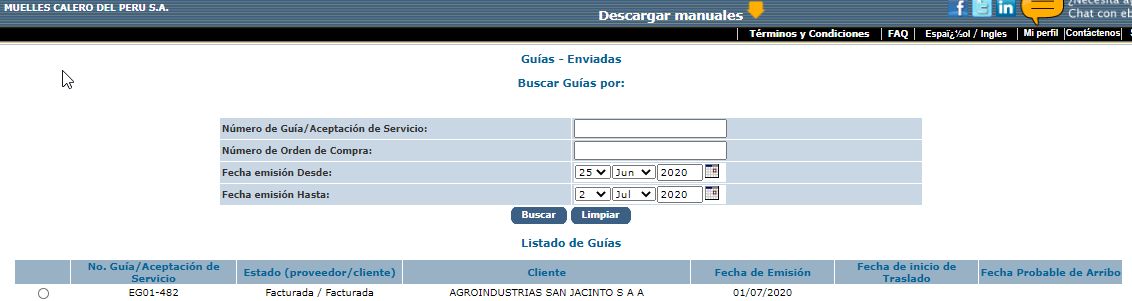 MUELLES CALERO DEL PERU S.A.
Descargar manuales
Chat con eb
Términos y Condiciones | FAQ | Espaï¿½ol / Ingles | Mi perfil | Contáctenos
Guías - Enviadas
Buscar Guías por:
Número de Guía/Aceptación de Servicio:
Número de Orden de Compra:
Fecha emisión Desde: 25 Jun 2020
Fecha emisión Hasta: 2 Jul 2020
Buscar Limpiar
Listado de Guías
No. Guía/Aceptación de Servicio
Estado (proveedor/cliente)
Cliente
Fecha de Emisión
Fecha de inicio de Traslado
Fecha Probable de Arribo
EG01-482 Facturada / Facturada AGROINDUSTRIAS SAN JACINTO S A A 01/07/2020